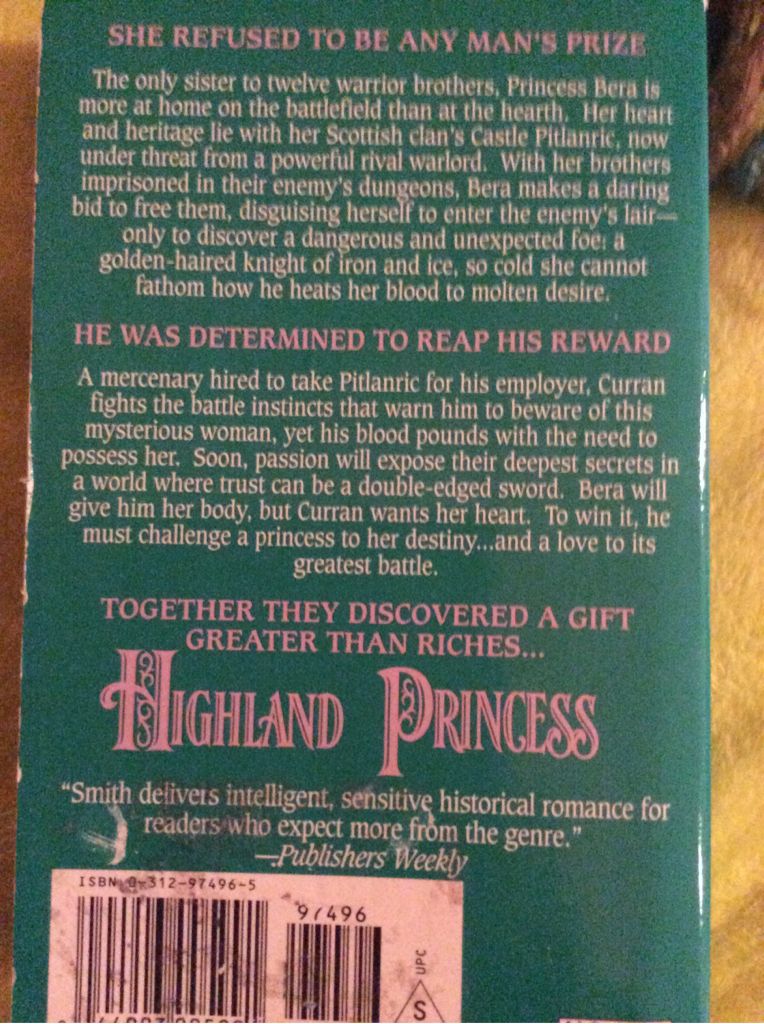 SHE REFUSED TO BE ANY MAN'S PRIZE
The only sister to twelve warrior brothers, Princess Bera is
more at home on the battlefield than at the hearth. Her heart
and heritage lie with her Scottish clan's Castle Pitlanric, now
under threat from a powerful rival warlord. With her brothers
imprisoned in their enemy's dungeons, Bera makes a daring
bid to free them, disguising herself to enter the enemy's lair—
only to discover a dangerous and unexpected foe: a
golden-haired knight of iron and ice, so cold she cannot
fathom how he heats her blood to molten desire.
HE WAS DETERMINED TO REAP HIS REWARD
A mercenary hired to take Pitlanric for his employer, Curran
fights the battle instincts that warn him to beware of this
mysterious woman, yet his blood pounds with the need to
possess her. Soon, passion will expose their deepest secrets in
a world where trust can be a double-edged sword. Bera will
give him her body, but Curran wants her heart. To win it, he
must challenge a princess to her destiny...and a love to its
greatest battle.
TOGETHER THEY DISCOVERED A GIFT
GREATER THAN RICHES...
HIGHLAND PRINCESS
“Smith delivers intelligent, sensitive historical romance for
readers who expect more from the genre.”
—Publishers Weekly
ISBN 0-312-97496-5
97496
UPC
S